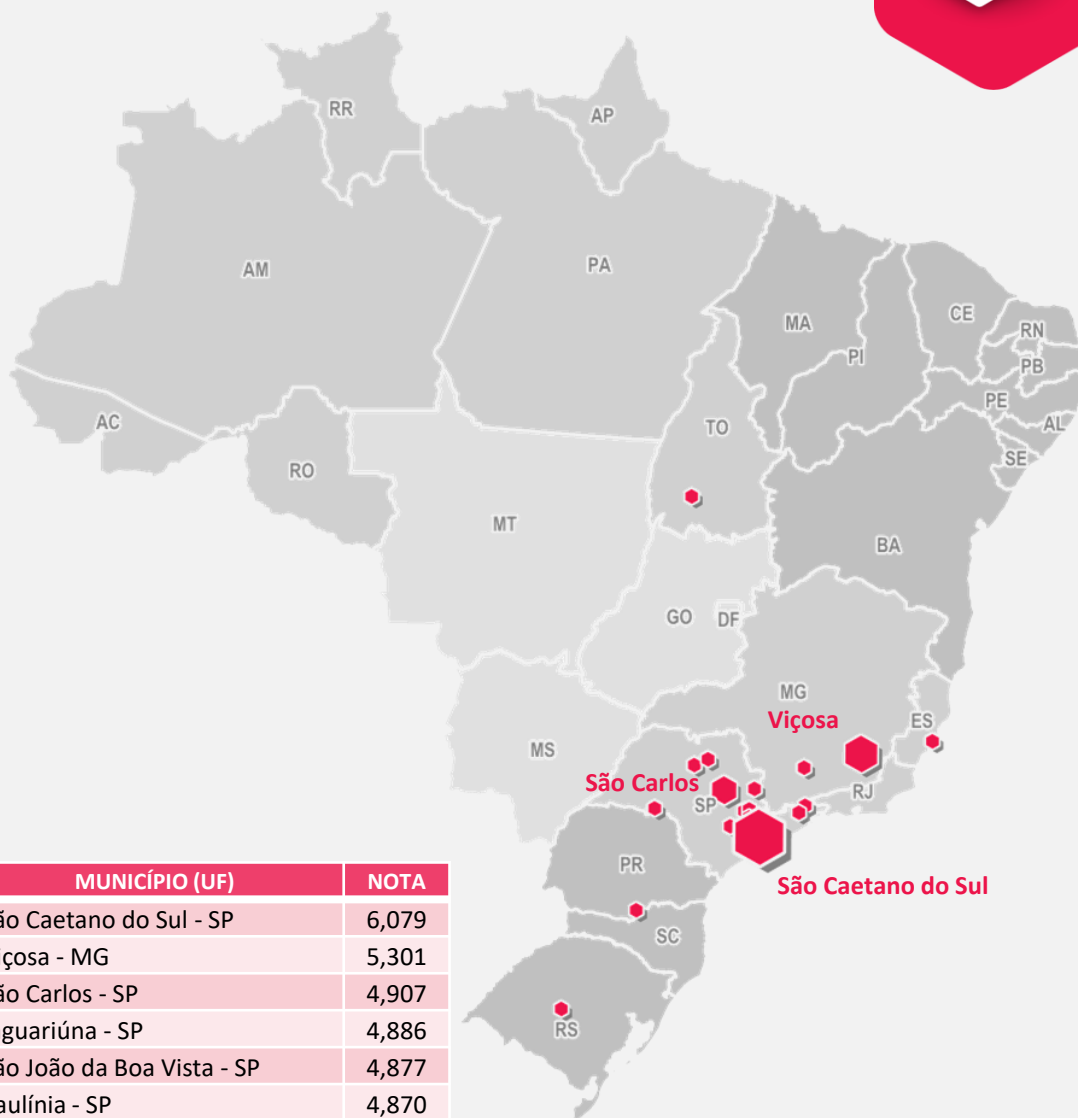 RR
AP
AM
PA
MA
CE
RN
PI
PB
PE
AC
TO
AL
RO
SE
MT
BA
GO
DF
MG
Viçosa
ES
MS
São Carlos
RJ
SP
PR
São Caetano do Sul
SC
RS
MUNICÍPIO (UF) NOTA
ão Caetano do Sul - SP 6,079
içosa - MG 5,301
ão Carlos - SP 4,907
aguariúna - SP 4,886
ão João da Boa Vista - SP 4,877
aulínia - SP 4,870